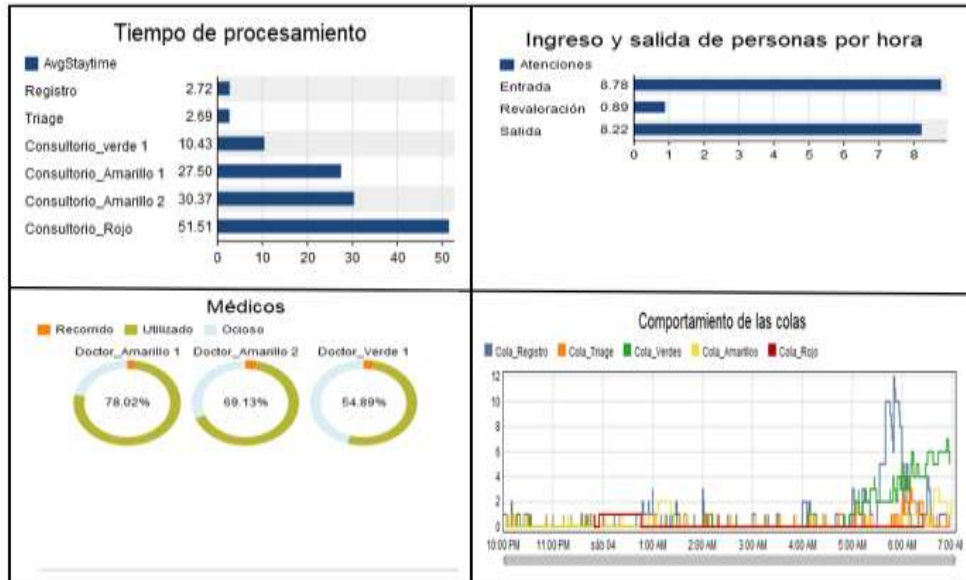 Tiempo de procesamiento
AvgStaytime
Registro 2.72
Triage 2.69
Consultorio_verde 1 10.43
Consultorio_Amarillo 1 27.50
Consultorio_Amarillo 2 30.37
Consultorio_Rojo 51.51
0 10 20 30 40 50
Ingreso y salida de personas por hora
Atenciones
Entrada 8.78
Revaloración 0.89
Salida 8.22
0 1 2 3 4 5 6 7 8
Médicos
Recorrido Utilizado Ocioso
Doctor_Amarillo 1 Doctor_Amarillo 2 Doctor_Verde 1
78.02% 69.13% 54.89%
Comportamiento de las colas
Cola_Registro Cola_Triage Cola_Verdes Cola_Amarillos Cola_Rojo
12
10
8
6
4
2
0
10:00 PM 11:00 PM sáb 04 1:00 AM 2:00 AM 3:00 AM 4:00 AM 5:00 AM 6:00 AM 7:00 AM